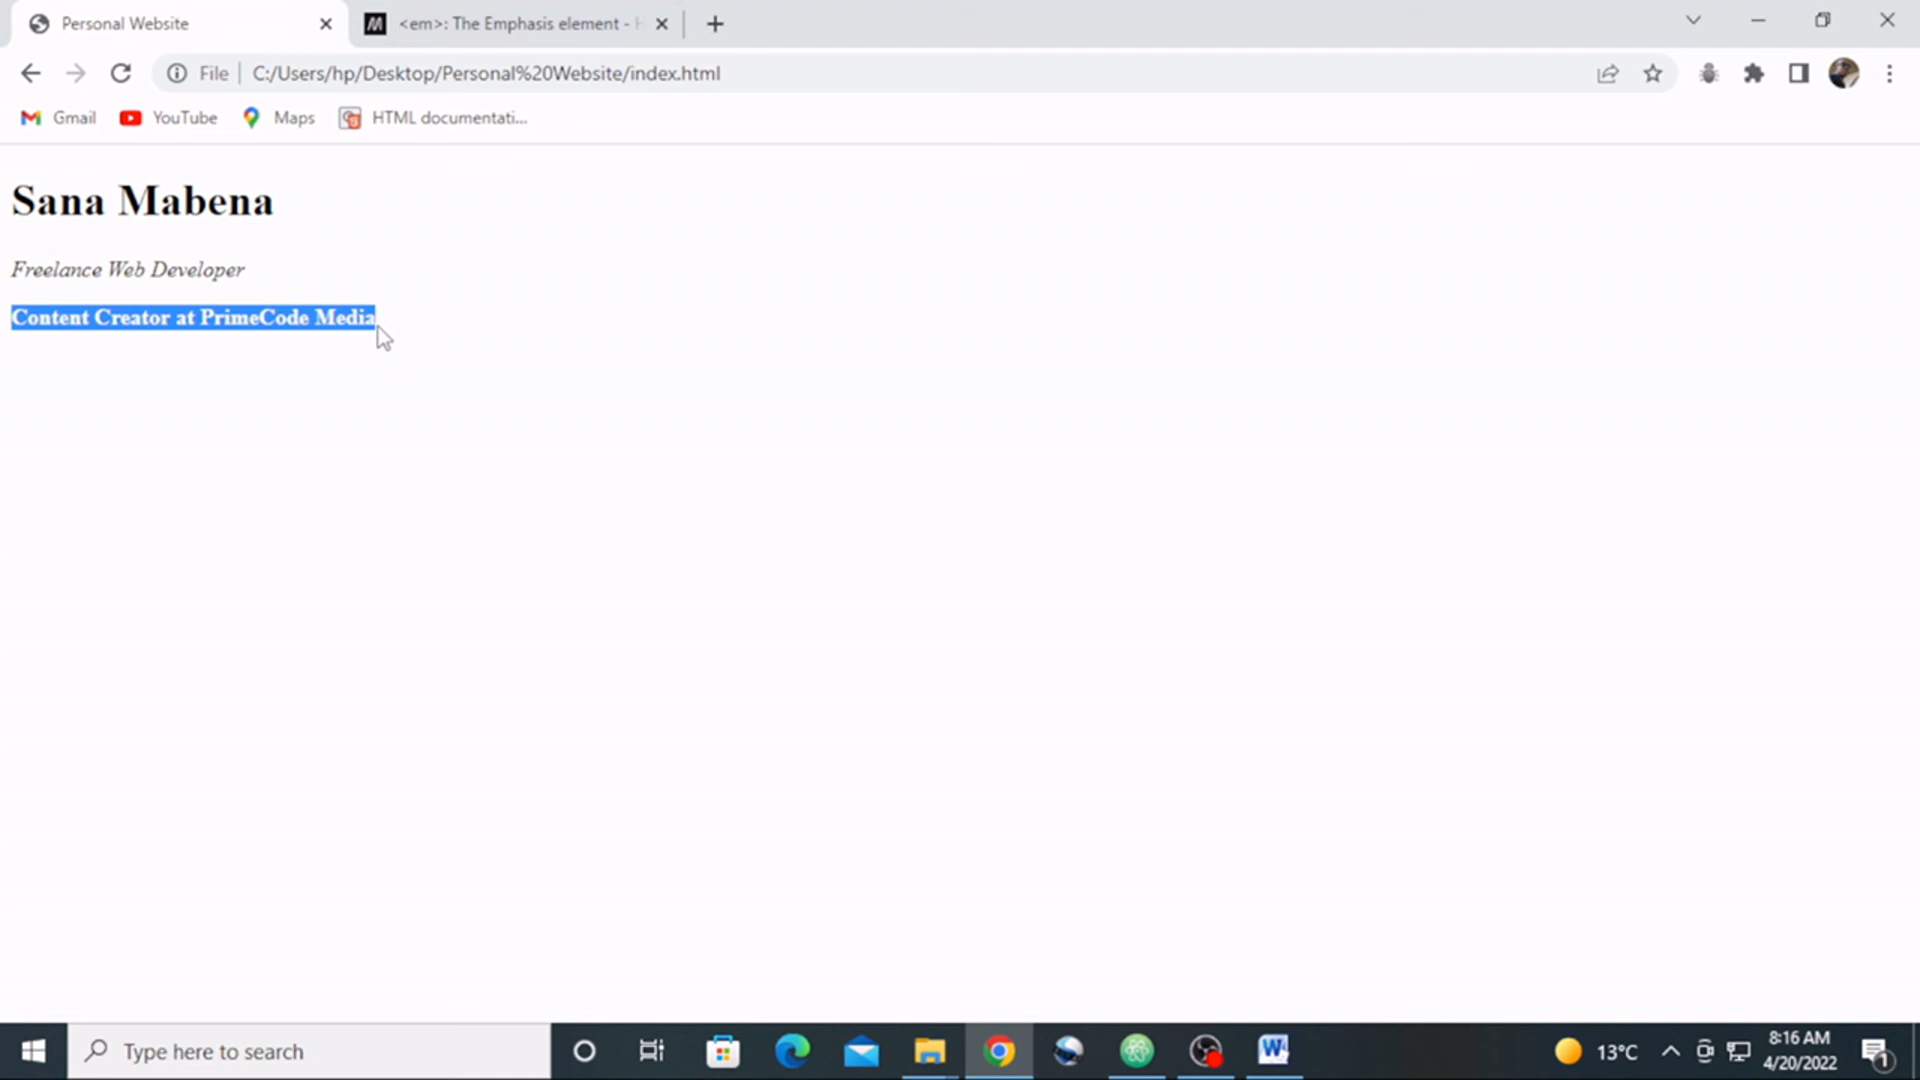 Personal Website
<em>: The Emphasis element - H
File
C:/Users/hp/Desktop/Personal%20Website/index.html
Gmail
YouTube
Maps
HTML documentati...
Sana Mabena
Freelance Web Developer
Content Creator at PrimeCode Media
Type here to search
13°C
8:16 AM
4/20/2022
1